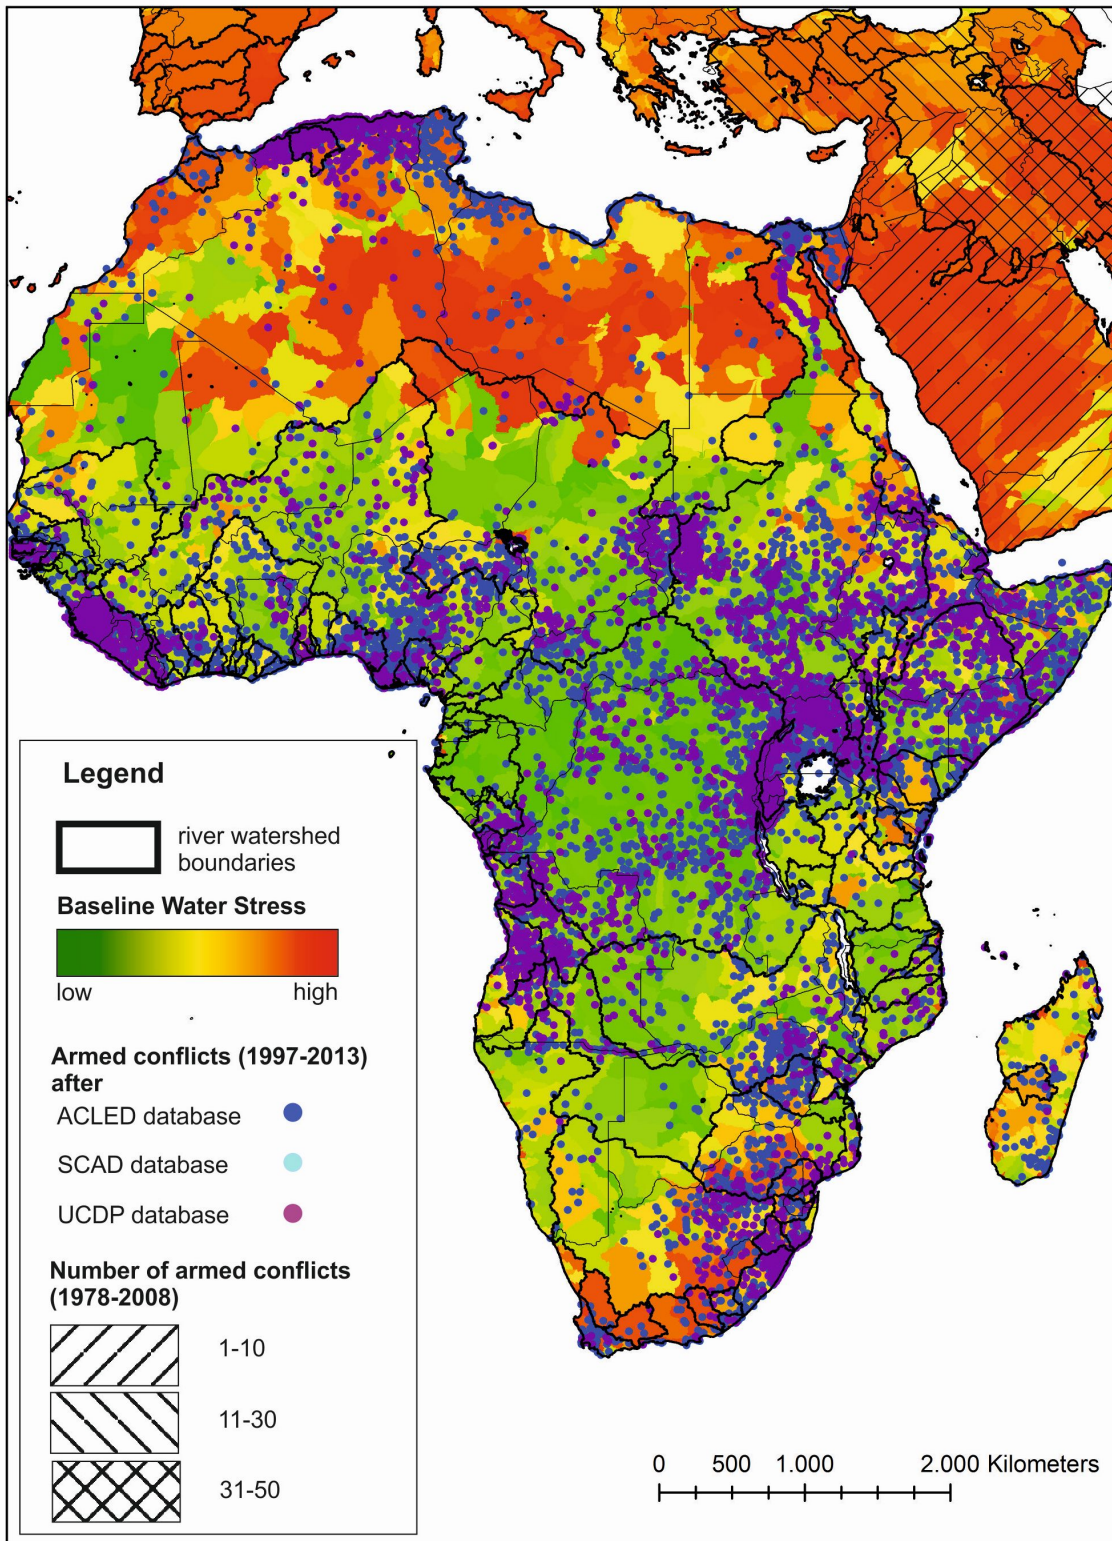 Legend
river watershed
boundaries
Baseline Water Stress
low high
Armed conflicts (1997-2013)
after
ACLED database
SCAD database
UCDP database
Number of armed conflicts
(1978-2008)
1-10
11-30
31-50
0 500 1.000 2.000 Kilometers